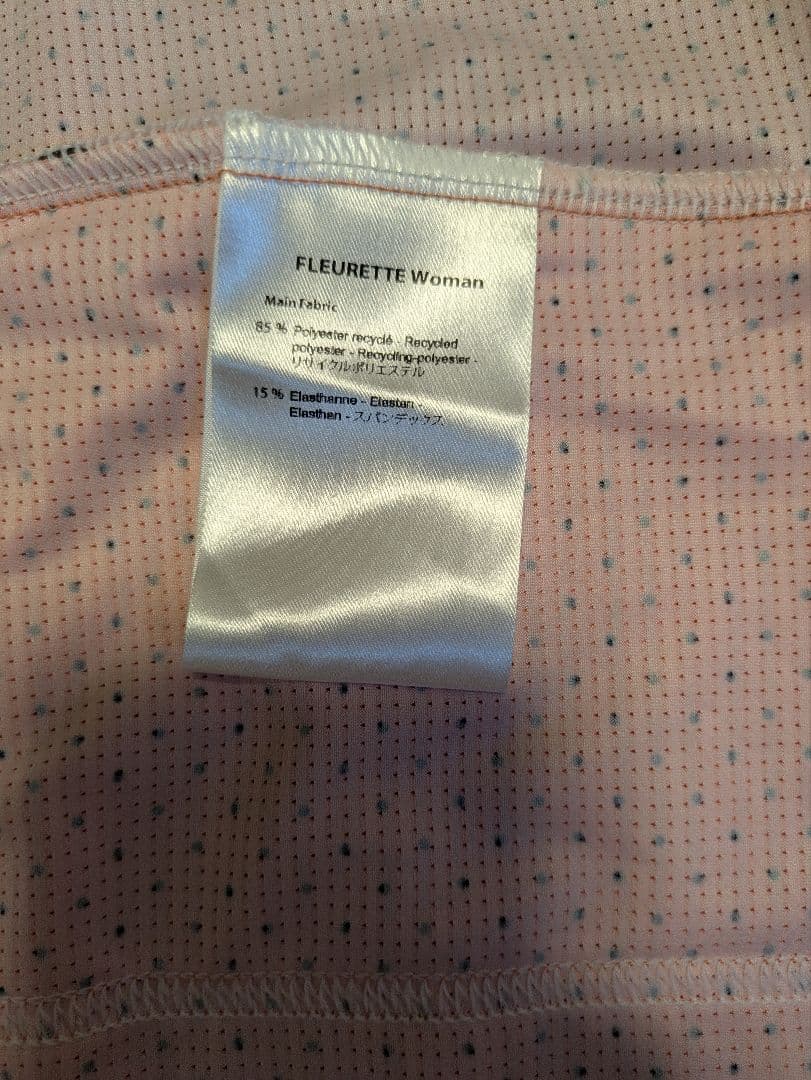 FLEURETTE Woman
Main Fabric
85 % Polyester recyclé - Recycled
polyester - Recycling-polyester -
リサイクルポリエステル
15 % Elasthanne - Elastan -
Elasthan - スパンデックス